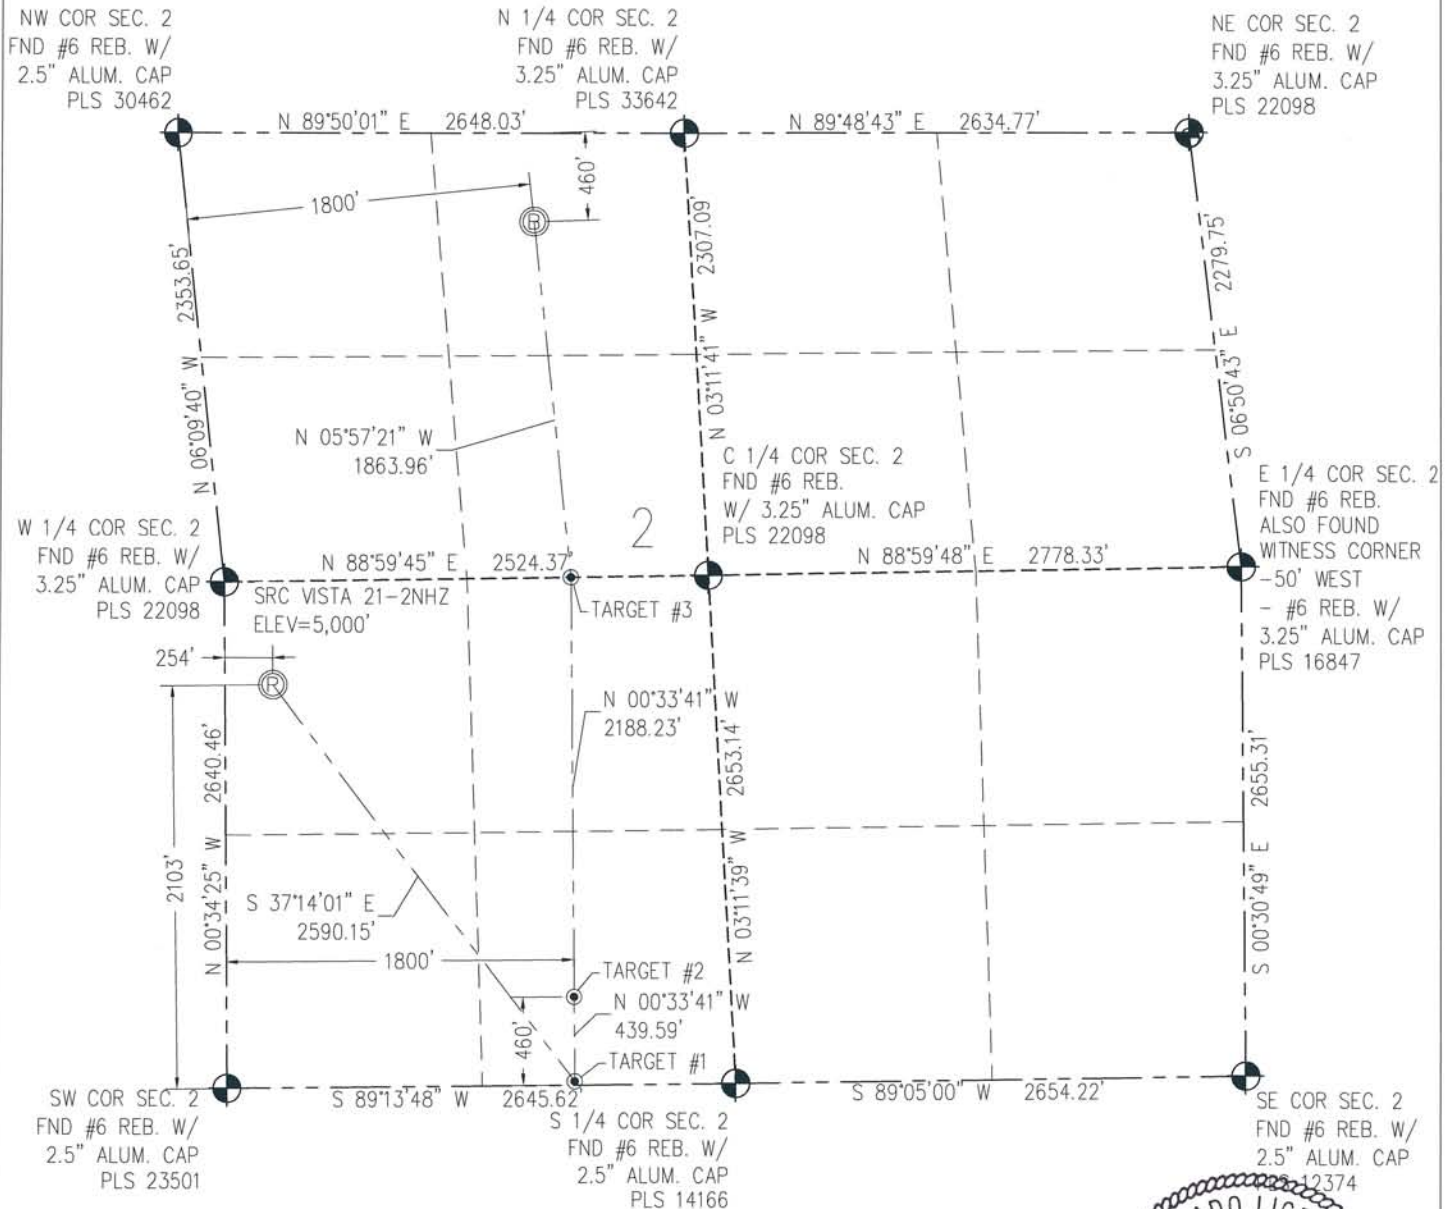 NW COR SEC. 2
FND #6 REB. W/
2.5" ALUM. CAP
PLS 30462
N 1/4 COR SEC. 2
FND #6 REB. W/
3.25" ALUM. CAP
PLS 33642
NE COR SEC. 2
FND #6 REB. W/
3.25" ALUM. CAP
PLS 22098
N 89°50'01" E 2648.03'
N 89°48'43" E 2634.77'
460'
1800'
B
2353.65'
N 06°09'40" W
2307.09'
N 03°11'41" W
2279.75'
S 06°50'43" E
N 05°57'21" W
1863.96'
C 1/4 COR SEC. 2
FND #6 REB.
W/ 3.25" ALUM. CAP
PLS 22098
E 1/4 COR SEC. 2
FND #6 REB.
ALSO FOUND
WITNESS CORNER
-50' WEST
- #6 REB. W/
3.25" ALUM. CAP
PLS 16847
W 1/4 COR SEC. 2
FND #6 REB. W/
3.25" ALUM. CAP
PLS 22098
2
N 88°59'45" E 2524.37'
N 88°59'48" E 2778.33'
SRC VISTA 21-2NHZ
ELEV=5,000'
TARGET #3
254'
R
N 00°33'41" W
2188.23'
2640.46'
N 00°34'25" W
2653.14'
N 03°11'39" W
2655.31'
S 00°30'49" E
2103'
S 37°14'01" E
2590.15'
1800'
TARGET #2
N 00°33'41" W
439.59'
460'
TARGET #1
S 89°13'48" W 2645.62'
S 89°05'00" W 2654.22'
SW COR SEC. 2
FND #6 REB. W/
2.5" ALUM. CAP
PLS 23501
S 1/4 COR SEC. 2
FND #6 REB. W/
2.5" ALUM. CAP
PLS 14166
SE COR SEC. 2
FND #6 REB. W/
2.5" ALUM. CAP
12374